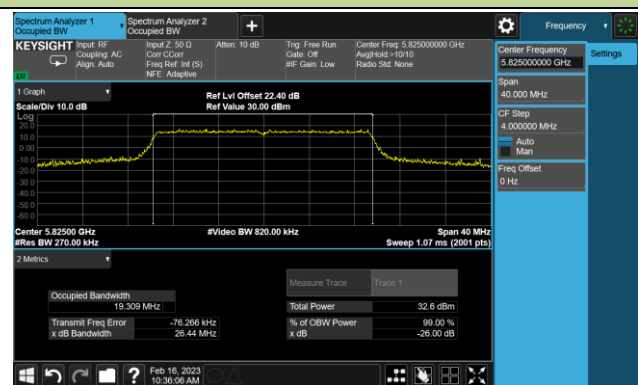 Spectrum Analyzer 1
Occupied BW
Spectrum Analyzer 2
Occupied BW
+
Frequency
KEYSIGHT
Input: RF
Coupling: AC
Align: Auto
Input Z: 50 Ω
Corr CCorr
Freq Ref: Int (S)
NFE: Adaptive
Atten: 10 dB
Trig: Free Run
Gate: Off
#IF Gain: Low
Center Freq: 5.825000000 GHz
Avg|Hold:>10/10
Radio Std: None
LXI
1 Graph
Scale/Div 10.0 dB
Ref Lvl Offset 22.40 dB
Ref Value 30.00 dBm
Log
20.0
10.0
0.00
-10.0
-20.0
-30.0
-40.0
-50.0
-60.0
Center 5.82500 GHz
#Res BW 270.00 kHz
#Video BW 820.00 kHz
Span 40 MHz
Sweep 1.07 ms (2001 pts)
2 Metrics
Measure Trace
Trace 1
Occupied Bandwidth
19.309 MHz
Total Power
32.6 dBm
Transmit Freq Error
-76.266 kHz
% of OBW Power
99.00 %
x dB Bandwidth
26.44 MHz
x dB
-26.00 dB
Center Frequency
5.825000000 GHz
Settings
Span
40.000 MHz
CF Step
4.000000 MHz
Auto
Man
Freq Offset
0 Hz
?
Feb 16, 2023
10:36:06 AM